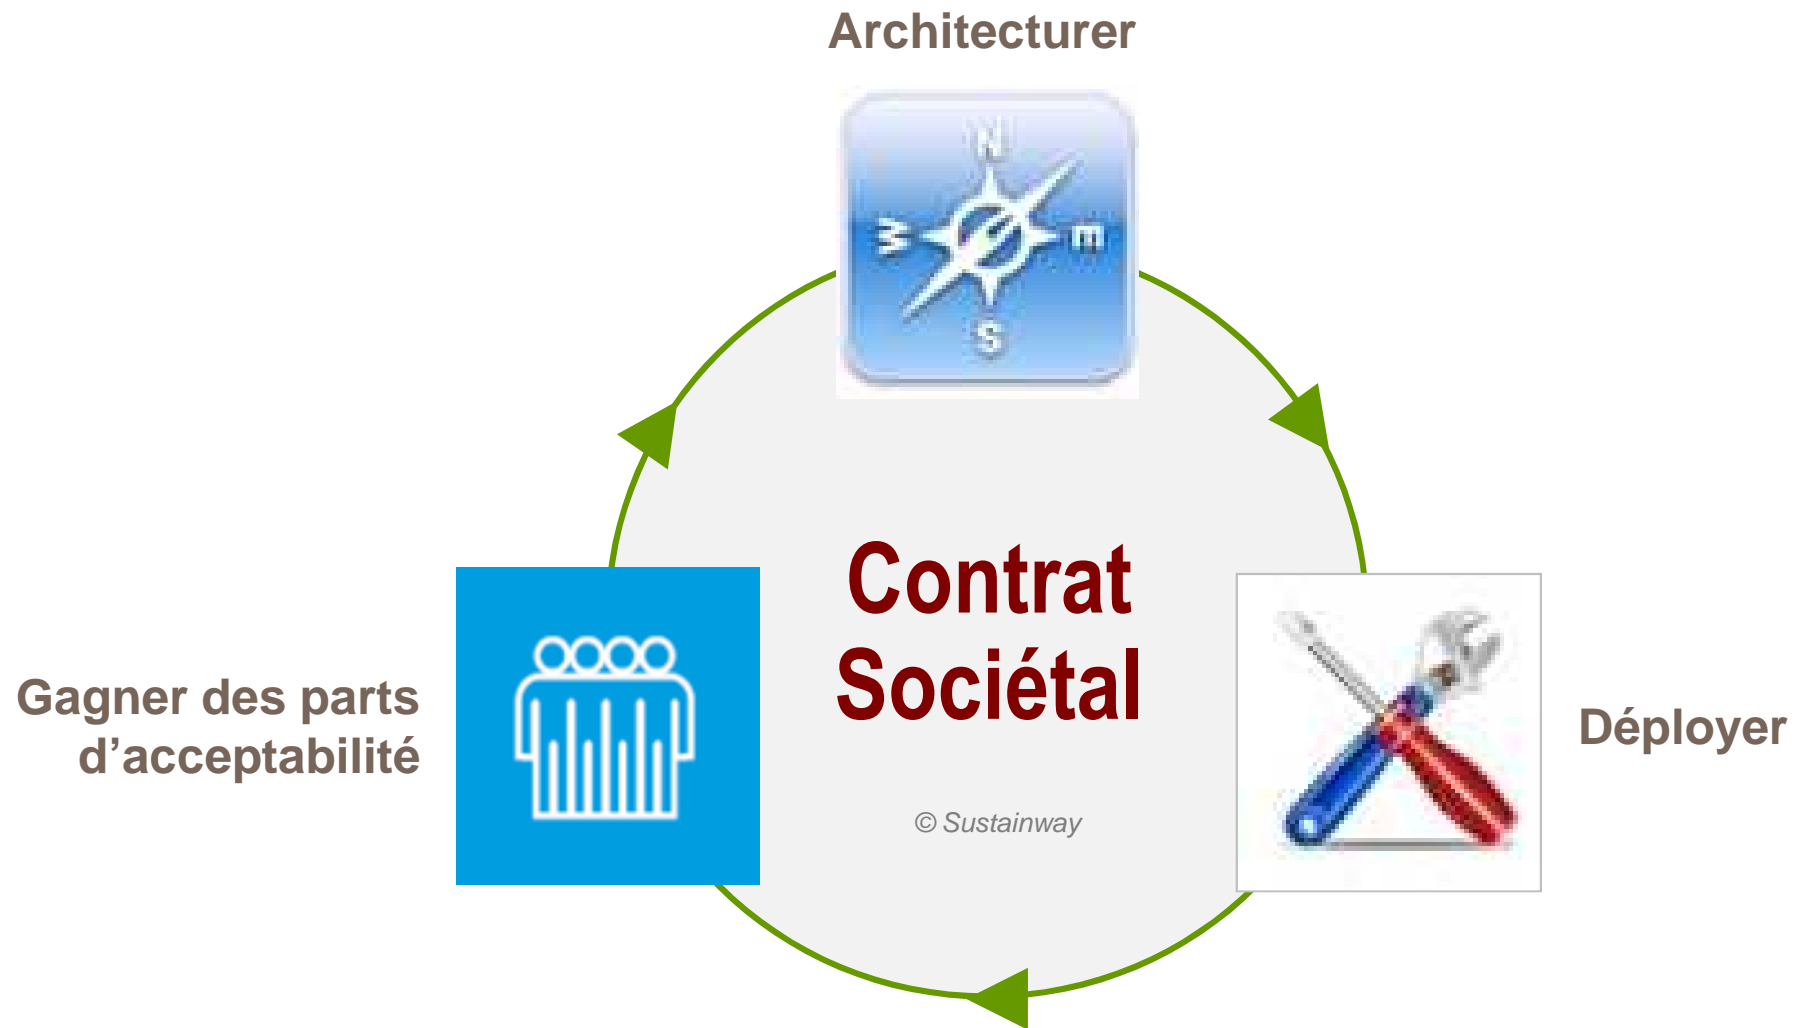 Architecturer
N
W
E
S
Contrat
Sociétal
Gagner des parts
d’acceptabilité
Déployer
© Sustainway